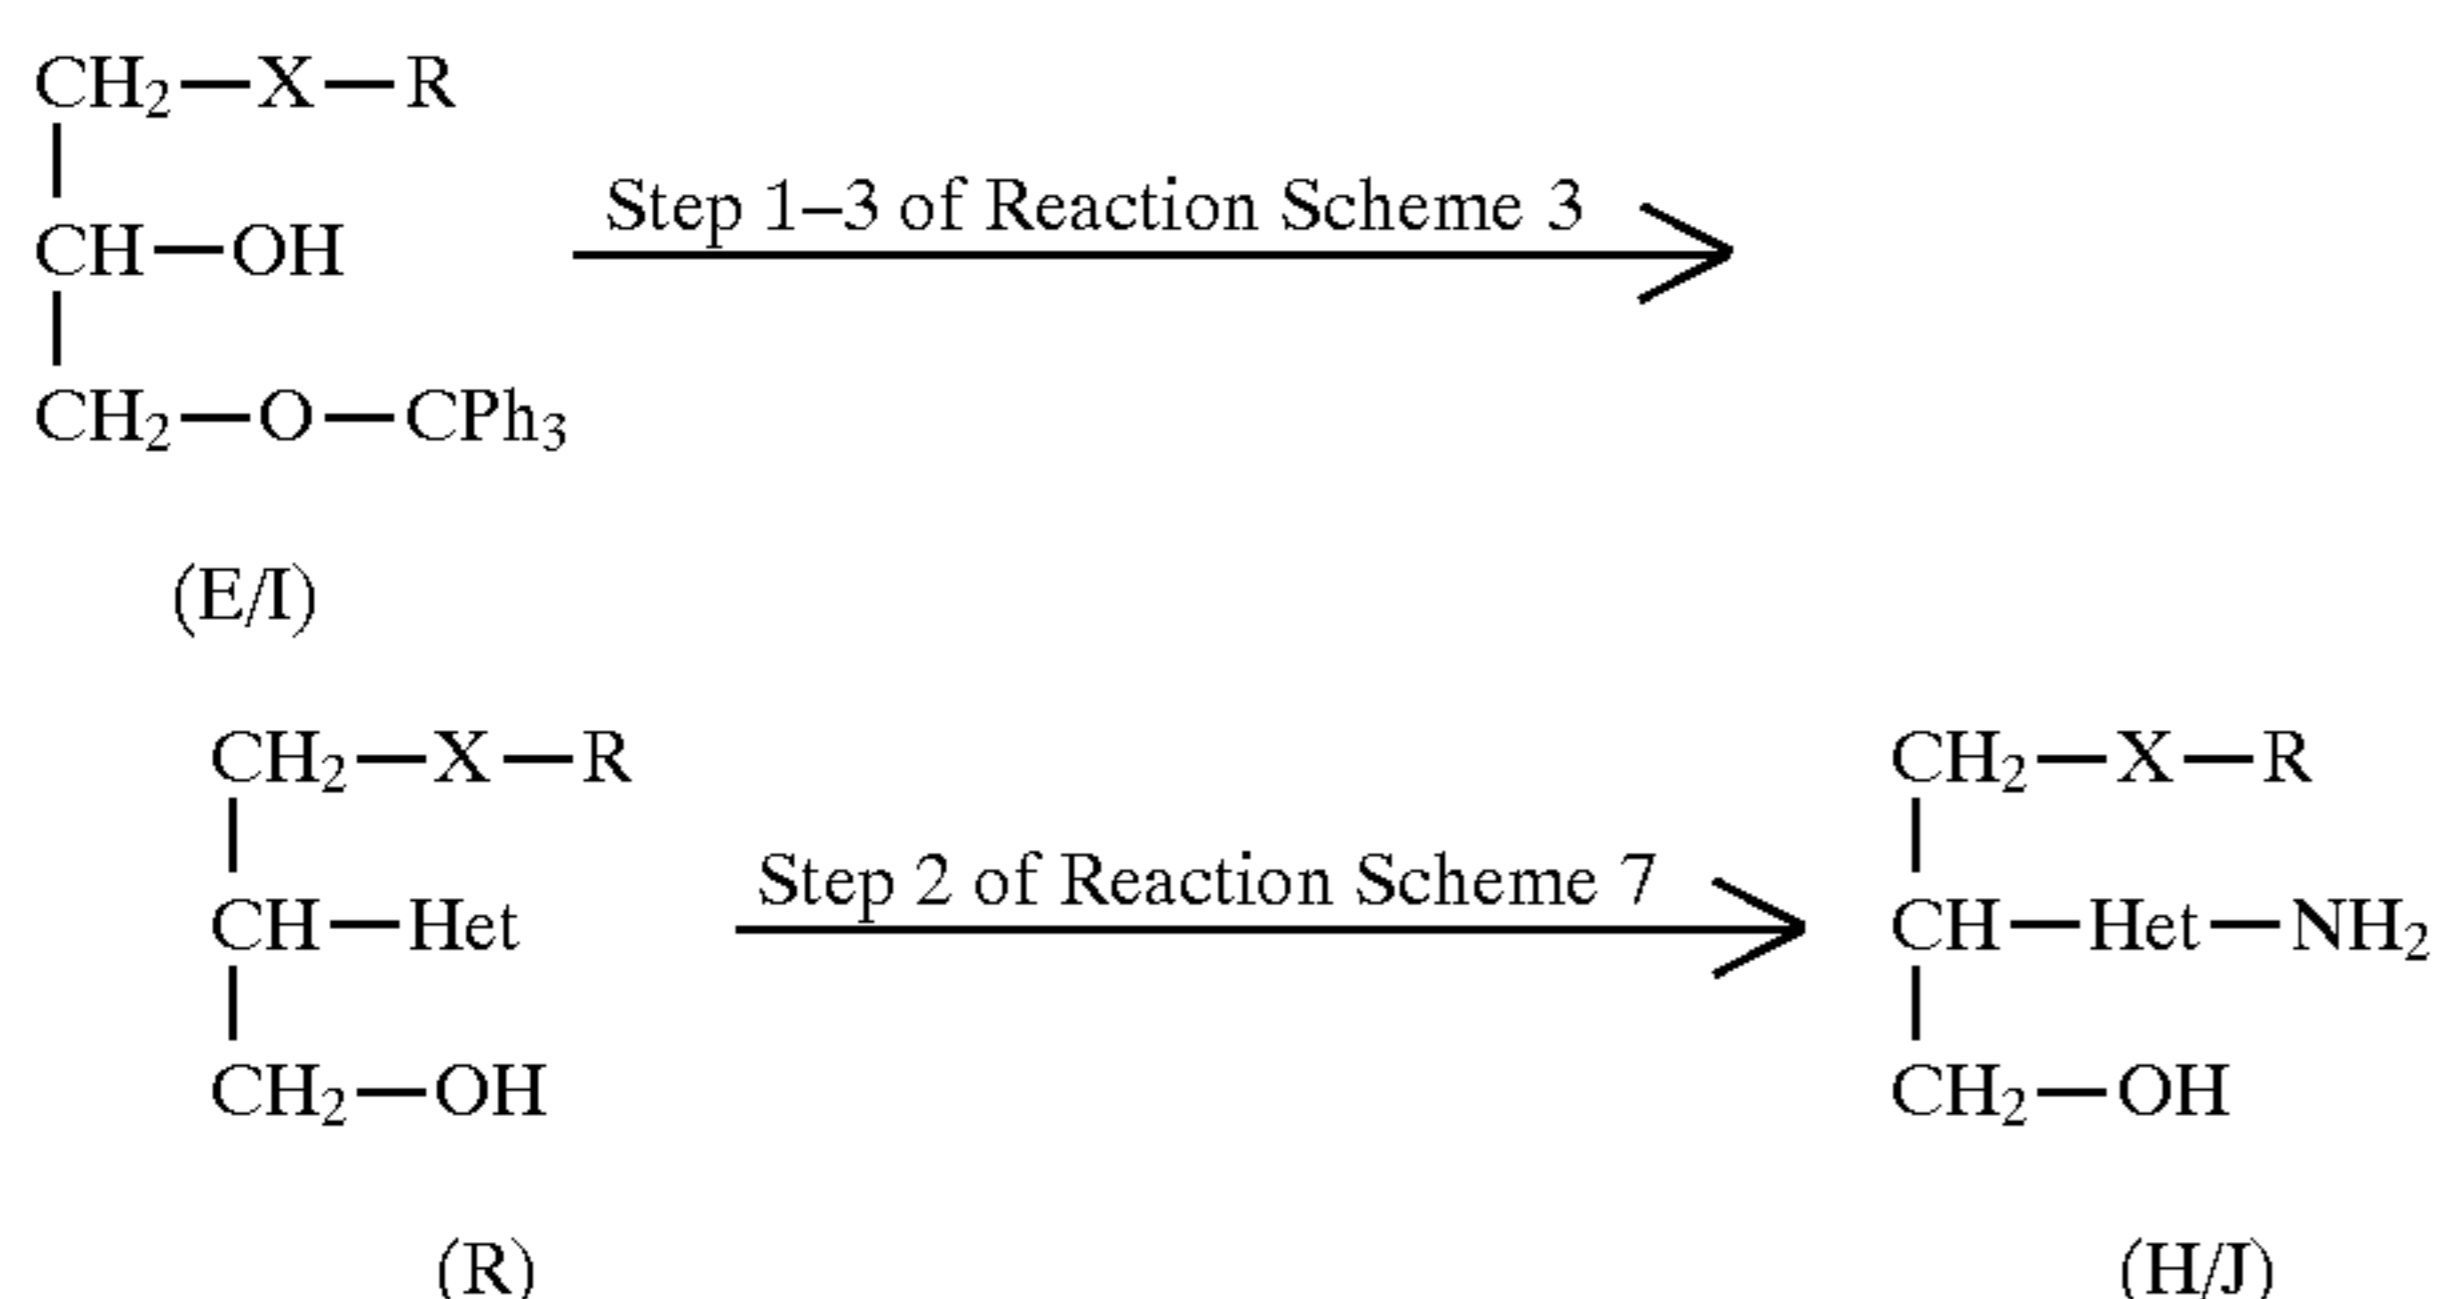 CH₂—X—R
CH—OH
Step 1–3 of Reaction Scheme 3
CH₂—O—CPh₃
(E/I)
CH₂—X—R
CH—Het
CH₂—OH
(R)
Step 2 of Reaction Scheme 7
CH₂—X—R
CH—Het—NH₂
CH₂—OH
(H/J)